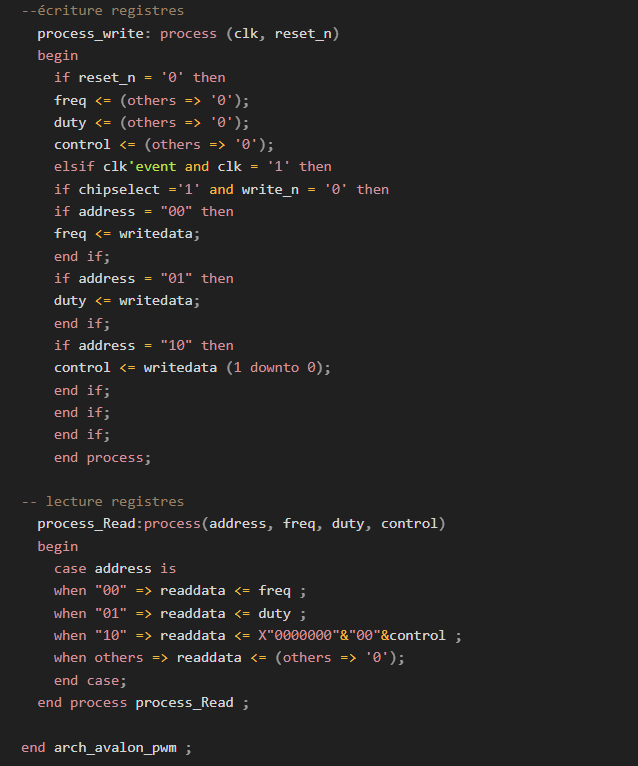 --écriture registres
process_write: process (clk, reset_n)
begin
if reset_n = '0' then
freq <= (others => '0');
duty <= (others => '0');
control <= (others => '0');
elsif clk'event and clk = '1' then
if chipselect ='1' and write_n = '0' then
if address = "00" then
freq <= writedata;
end if;
if address = "01" then
duty <= writedata;
end if;
if address = "10" then
control <= writedata (1 downto 0);
end if;
end if;
end if;
end process;
-- lecture registres
process_Read:process(address, freq, duty, control)
begin
case address is
when "00" => readdata <= freq ;
when "01" => readdata <= duty ;
when "10" => readdata <= X"0000000"&"00"&control ;
when others => readdata <= (others => '0');
end case;
end process process_Read ;
end arch_avalon_pwm ;